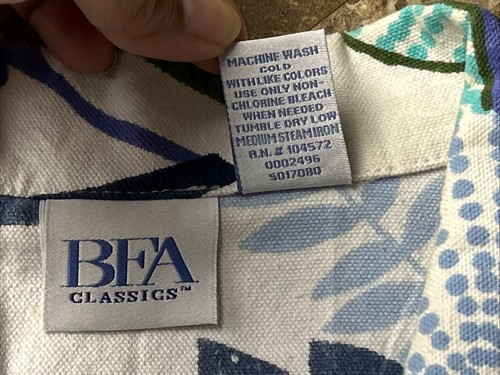 MACHINE WASH
COLD
WITH LIKE COLORS
USE ONLY NON-
CHLORINE BLEACH
WHEN NEEDED
TUMBLE DRY LOW
MEDIUM STEAM IRON
R.N. # 104572
0002496
5017080
BFA
CLASSICS™